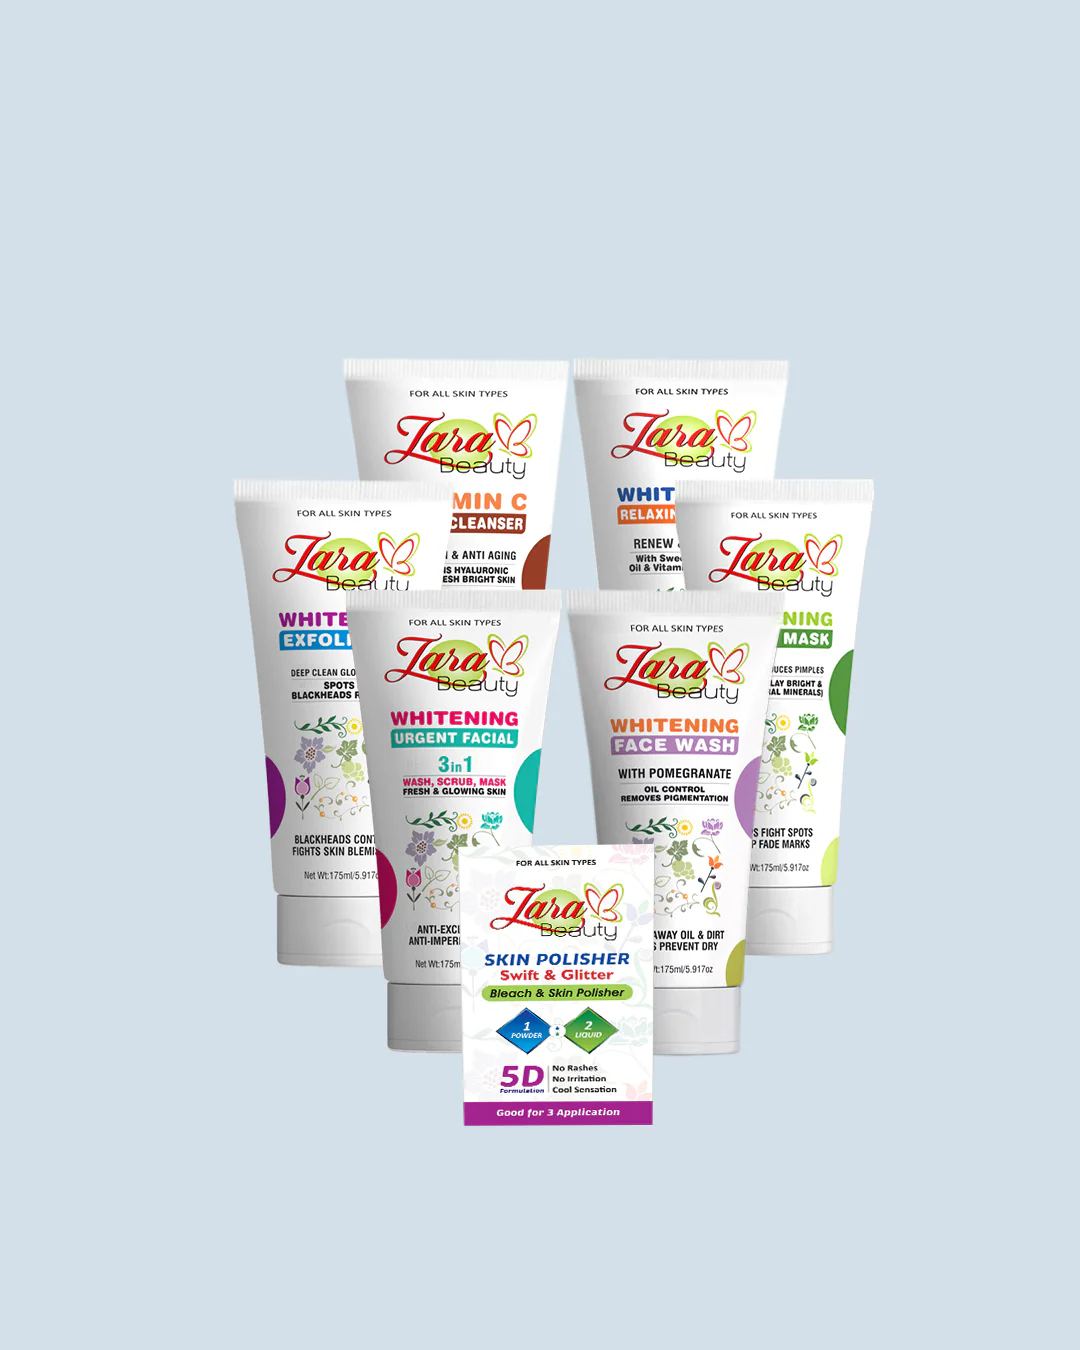 FOR ALL SKIN TYPES
Zara
Beauty
MIN C
CLEANSER
& ANTI AGING
HYALURONIC
BRIGHT SKIN
FOR ALL SKIN TYPES
Zara
Beauty
WHIT
RELAXIN
RENEW
With Swe
Oil & Vitam
FOR ALL SKIN TYPES
Zara
Beauty
WHITE
EXFOLI
DEEP CLEAN GLO
SPOTS
BLACKHEADS R
BLACKHEADS CON
FIGHTS SKIN BLEMI
Net Wt:175ml/5.917o
FOR ALL SKIN TYPES
Zara
Beauty
NING
MASK
UCES PIMPLES
LAY BRIGHT &
AL MINERALS)
S FIGHT SPOTS
P FADE MARKS
Wt:175ml/5.917oz
FOR ALL SKIN TYPES
Zara
Beauty
WHITENING
URGENT FACIAL
3in1
WASH, SCRUB, MASK
FRESH & GLOWING SKIN
ANTI-EXC
ANTI-IMPER
Net Wt:175m
FOR ALL SKIN TYPES
Zara
Beauty
WHITENING
FACE WASH
WITH POMEGRANATE
OIL CONTROL
REMOVES PIGMENTATION
AWAY OIL & DIRT
S PREVENT DRY
Wt:175ml/5.917oz
FOR ALL SKIN TYPES
Zara
Beauty
SKIN POLISHER
Swift & Glitter
Bleach & Skin Polisher
1
POWDER
2
LIQUID
5D
Formulation
No Rashes
No Irritation
Cool Sensation
Good for 3 Application